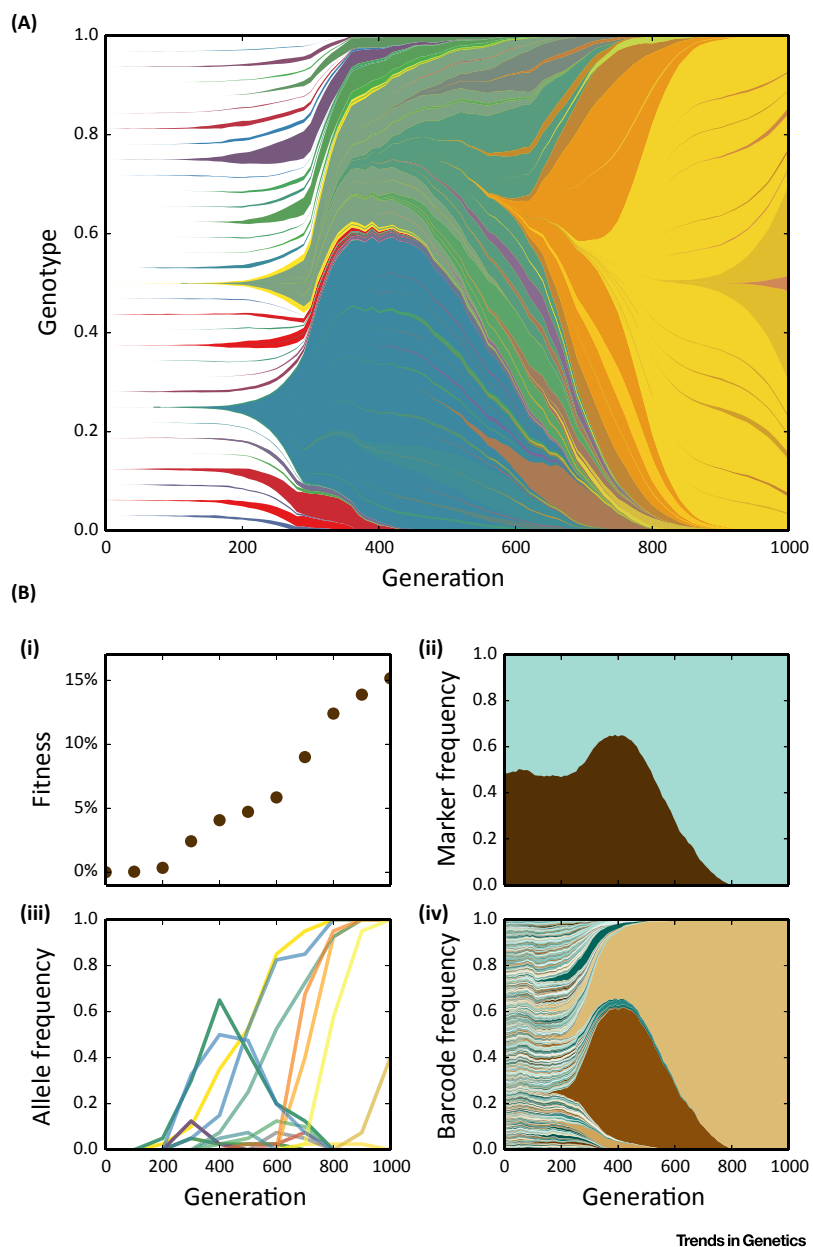 (A)
Genotype
1.0
0.8
0.6
0.4
0.2
0.0
0 200 400 600 800 1000
Generation
(B)
(i)
Fitness
15%
10%
5%
0%
(ii)
Marker frequency
1.0
0.8
0.6
0.4
0.2
0.0
(iii)
Allele frequency
1.0
0.8
0.6
0.4
0.2
0.0
0 200 400 600 800 1000
Generation
(iv)
Barcode frequency
1.0
0.8
0.6
0.4
0.2
0.0
0 200 400 600 800 1000
Generation
Trends in Genetics